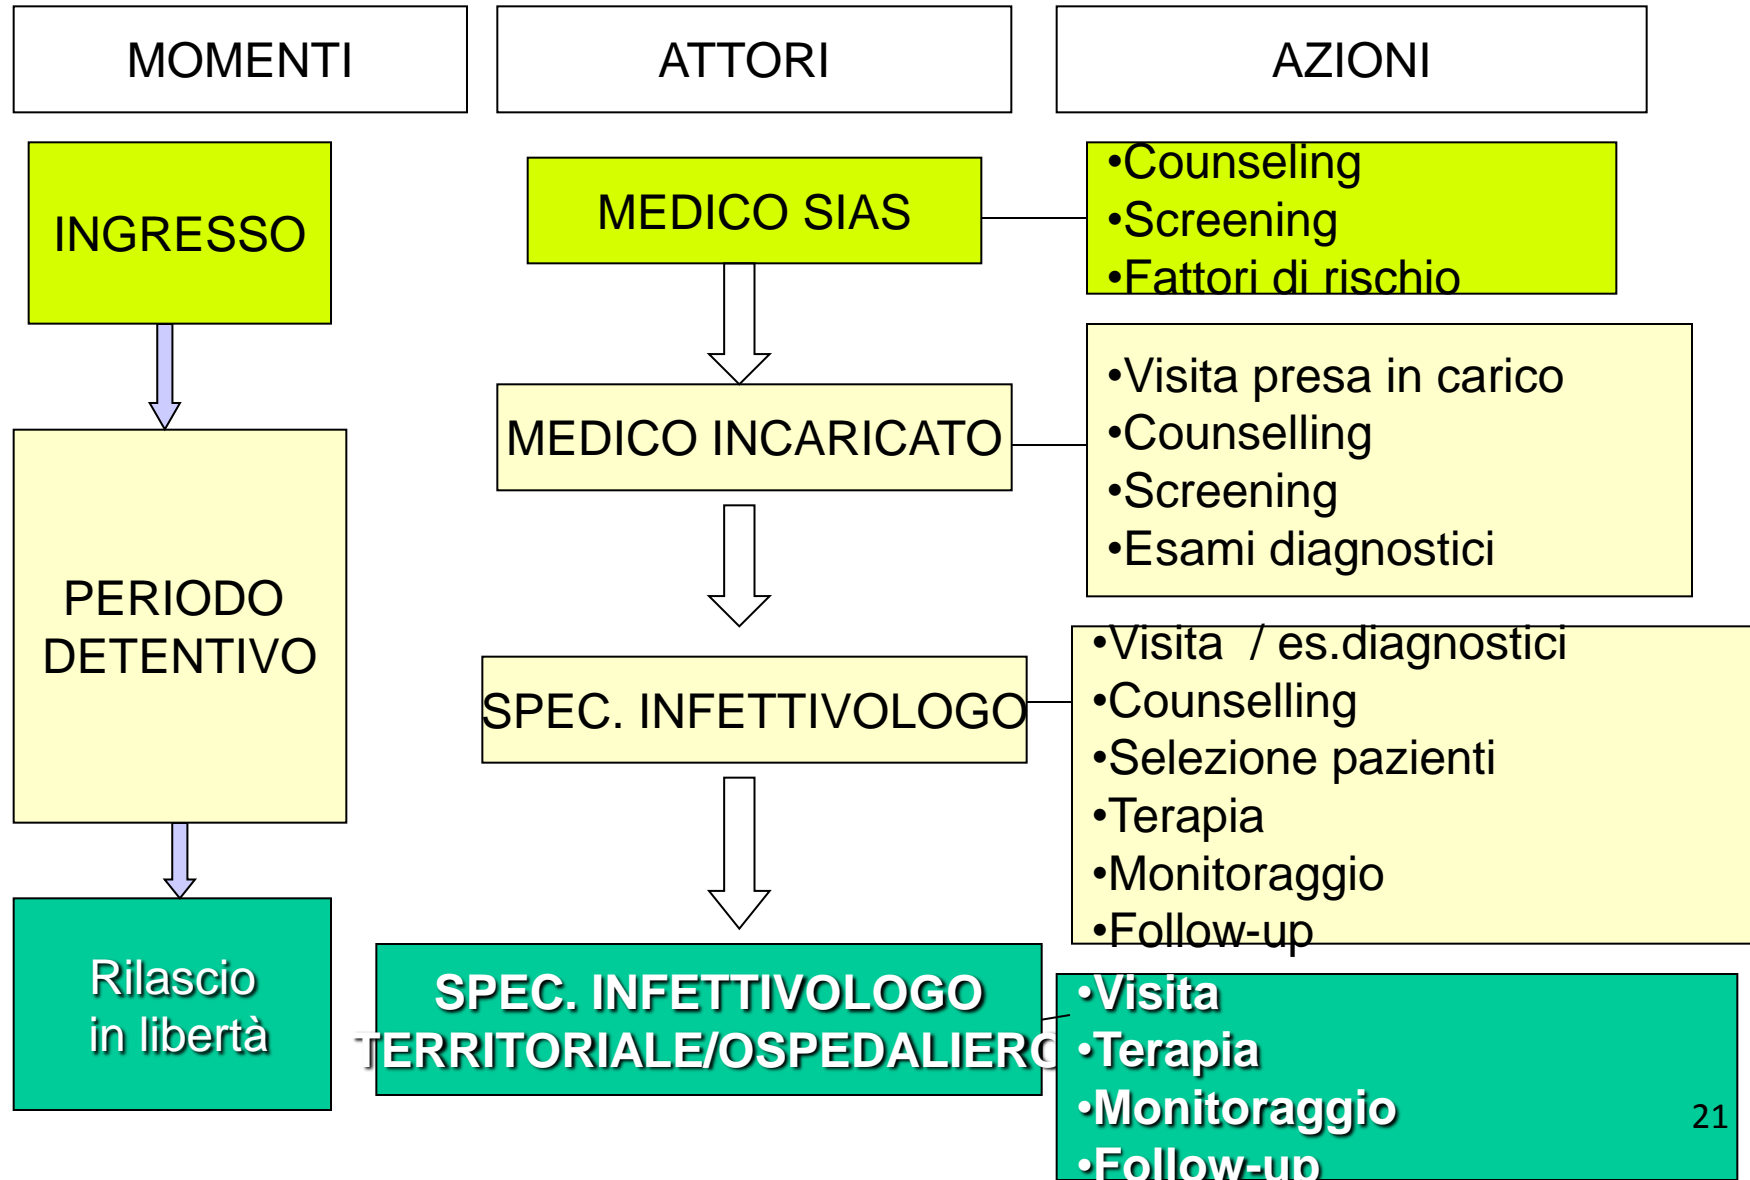 MOMENTI
ATTORI
AZIONI
INGRESSO
MEDICO SIAS
•Counseling
•Screening
•Fattori di rischio
PERIODO
DETENTIVO
MEDICO INCARICATO
•Visita presa in carico
•Counselling
•Screening
•Esami diagnostici
SPEC. INFETTIVOLOGO
•Visita / es.diagnostici
•Counselling
•Selezione pazienti
•Terapia
•Monitoraggio
•Follow-up
Rilascio
in libertà
SPEC. INFETTIVOLOGO
TERRITORIALE/OSPEDALIERO
•Visita
•Terapia
•Monitoraggio
•Follow-up
21